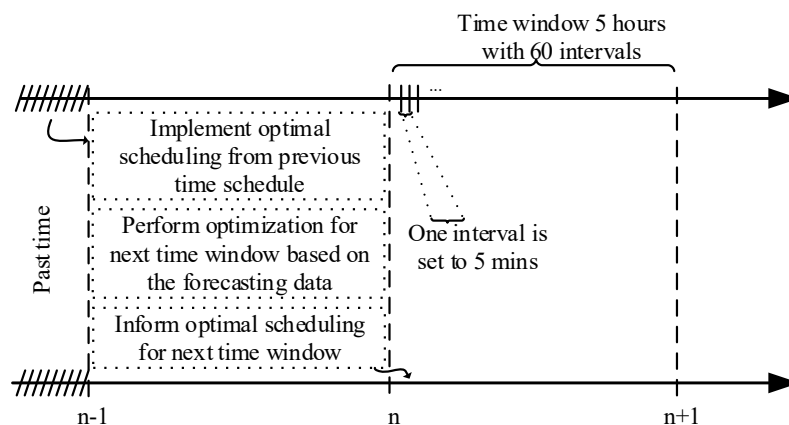 Time window 5 hours
with 60 intervals
...
Implement optimal
scheduling from previous
time schedule
Perform optimization for
next time window based on
the forecasting data
Inform optimal scheduling
for next time window
One interval is
set to 5 mins
Past time
n-1
n
n+1